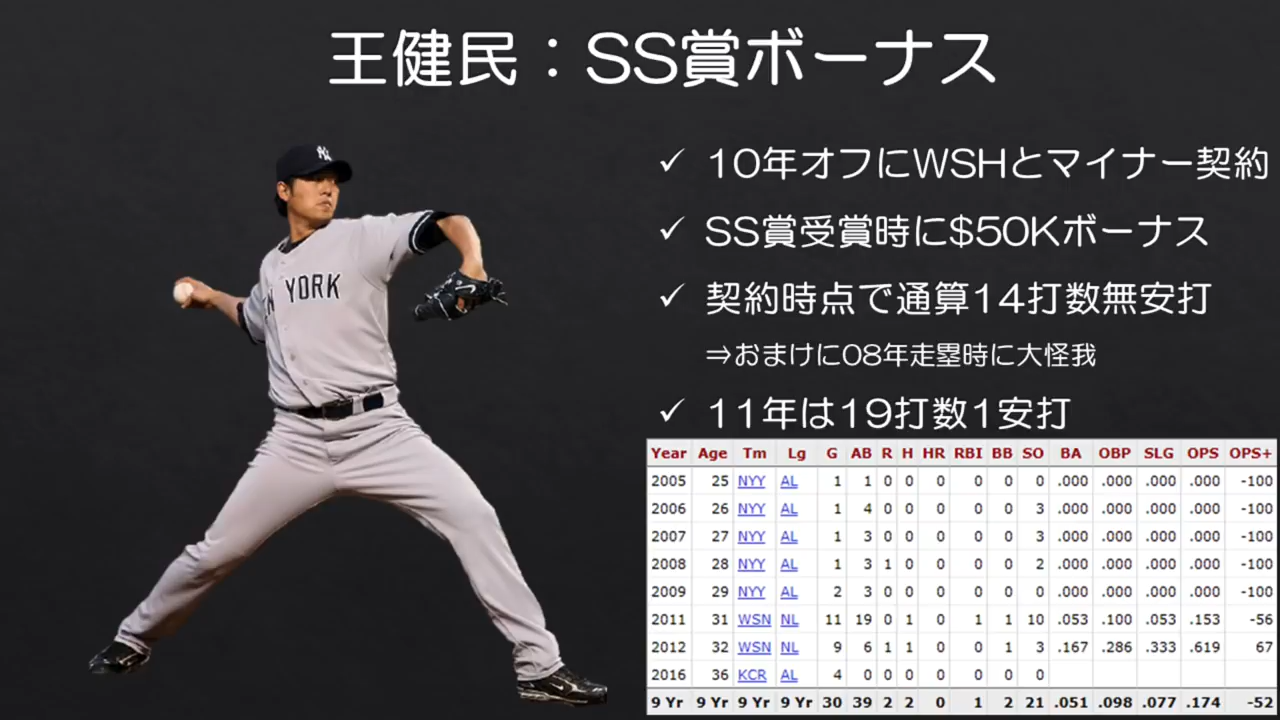 王健民：SS賞ボーナス
✓ 10年オフにWSHとマイナー契約
✓ SS賞受賞時に$50Kボーナス
✓ 契約時点で通算14打数無安打
⇒おまけに08年走塁時に大怪我
✓ 11年は19打数1安打
N YORK
Year Age Tm Lg G AB R H HR RBI BB SO BA OBP SLG OPS OPS+
2005 25 NYY AL 1 1 0 0 0 0 0 0 .000 .000 .000 .000 -100
2006 26 NYY AL 1 4 0 0 0 0 0 3 .000 .000 .000 .000 -100
2007 27 NYY AL 1 3 0 0 0 0 0 3 .000 .000 .000 .000 -100
2008 28 NYY AL 1 3 1 0 0 0 0 2 .000 .000 .000 .000 -100
2009 29 NYY AL 2 3 0 0 0 0 0 0 .000 .000 .000 .000 -100
2011 31 WSN NL 11 19 0 1 0 1 1 10 .053 .100 .053 .153 -56
2012 32 WSN NL 9 6 1 1 0 0 1 3 .167 .286 .333 .619 67
2016 36 KCR AL 4 0 0 0 0 0 0 0
9 Yr 9 Yr 9 Yr 9 Yr 30 39 2 2 0 1 2 21 .051 .098 .077 .174 -52